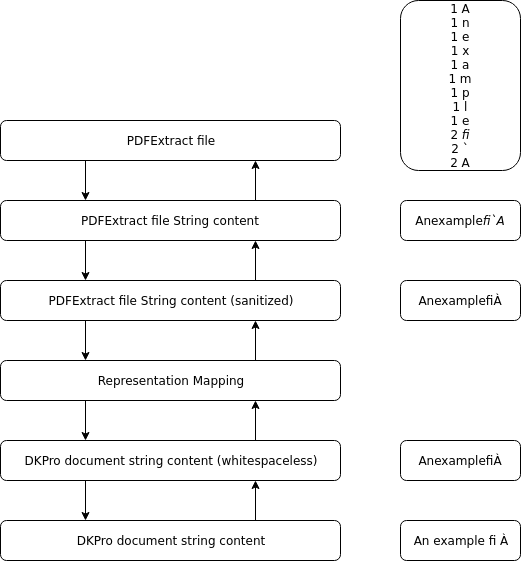 1 A
1 n
1 e
1 x
1 a
1 m
1 p
1 l
1 e
2 fi
2 `
2 A
PDFExtract file
PDFExtract file String content
Anexamplefi`A
PDFExtract file String content (sanitized)
AnexamplefiÀ
Representation Mapping
DKPro document string content (whitespaceless)
AnexamplefiÀ
DKPro document string content
An example fi À